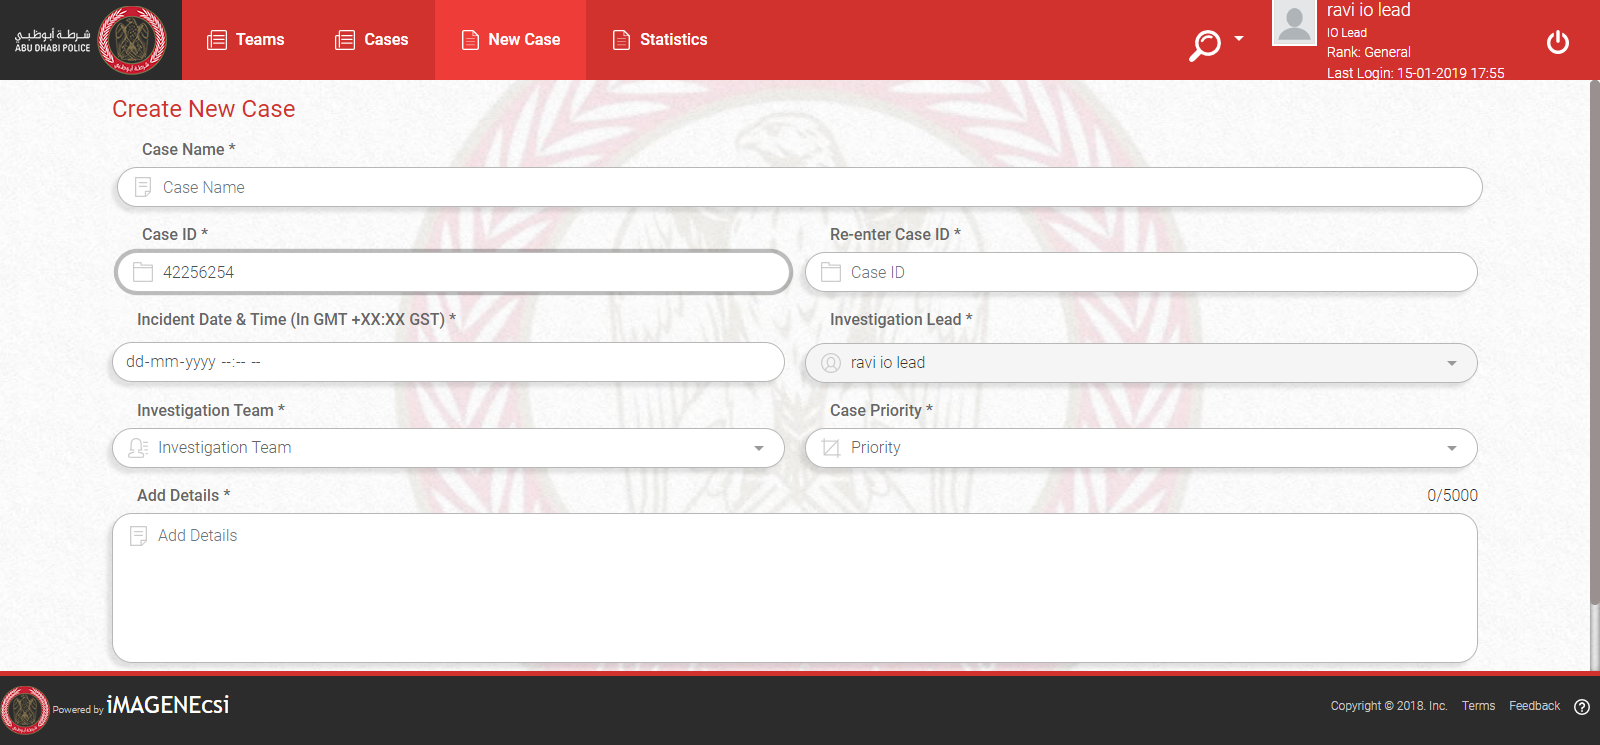 شرطة أبوظبي
ABU DHABI POLICE
Teams
Cases
New Case
Statistics
ravi io lead
IO Lead
Rank: General
Last Login: 15-01-2019 17:55
Create New Case
Case Name *
Case Name
Case ID *
Re-enter Case ID *
42256254
Case ID
Incident Date & Time (In GMT +XX:XX GST) *
Investigation Lead *
dd-mm-yyyy --:-- --
ravi io lead
Investigation Team *
Case Priority *
Investigation Team
Priority
Add Details *
0/5000
Add Details
Powered by iMAGENEcsi
Copyright © 2018. Inc.
Terms
Feedback
?